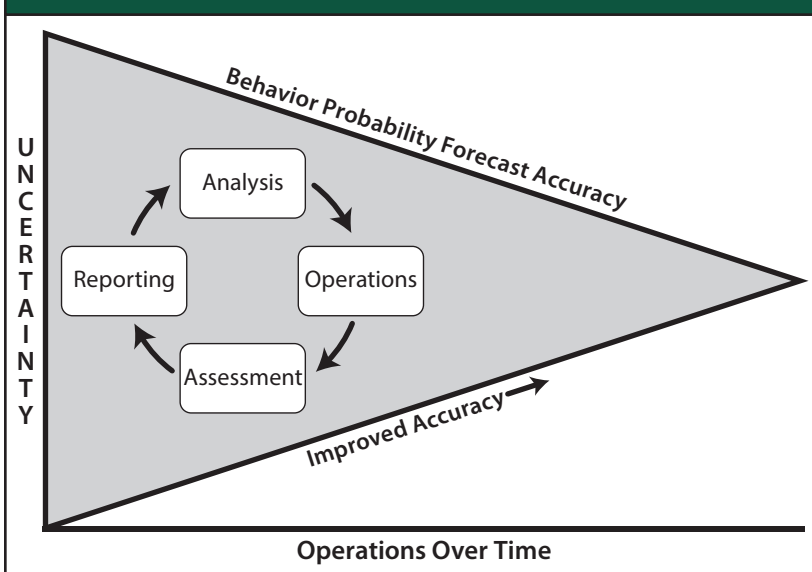 UNCERTAINTY
Behavior Probability Forecast Accuracy
Analysis
Reporting
Operations
Assessment
Improved Accuracy
Operations Over Time